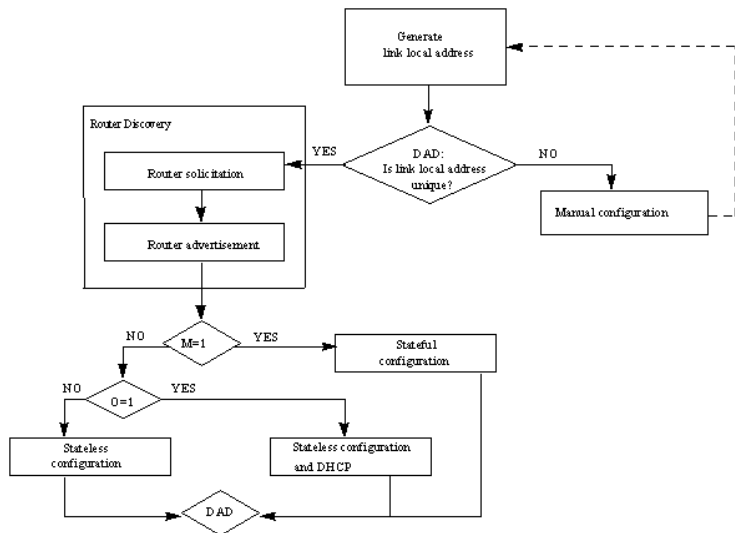 Generate
link local address
Router Discovery
YES
DAD:
Is link local address
unique?
NO
Router solicitation
Manual configuration
Router advertisement
NO
M=1
YES
Stateful
configuration
NO
O=1
YES
Stateless
configuration
Stateless configuration
and DHCP
DAD